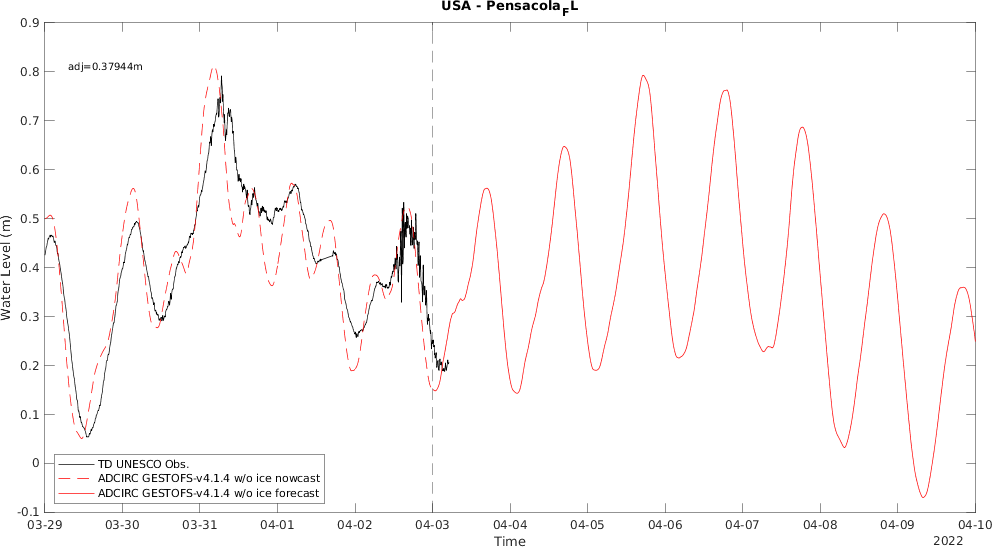 USA - Pensacola_FL
0.9
0.8
adj=0.37944m
0.7
0.6
0.5
0.4
0.3
0.2
0.1
0
-0.1
Water Level (m)
TD UNESCO Obs.
ADCIRC GESTOFS-v4.1.4 w/o ice nowcast
ADCIRC GESTOFS-v4.1.4 w/o ice forecast
03-29 03-30 03-31 04-01 04-02 04-03 04-04 04-05 04-06 04-07 04-08 04-09 04-10
Time
2022